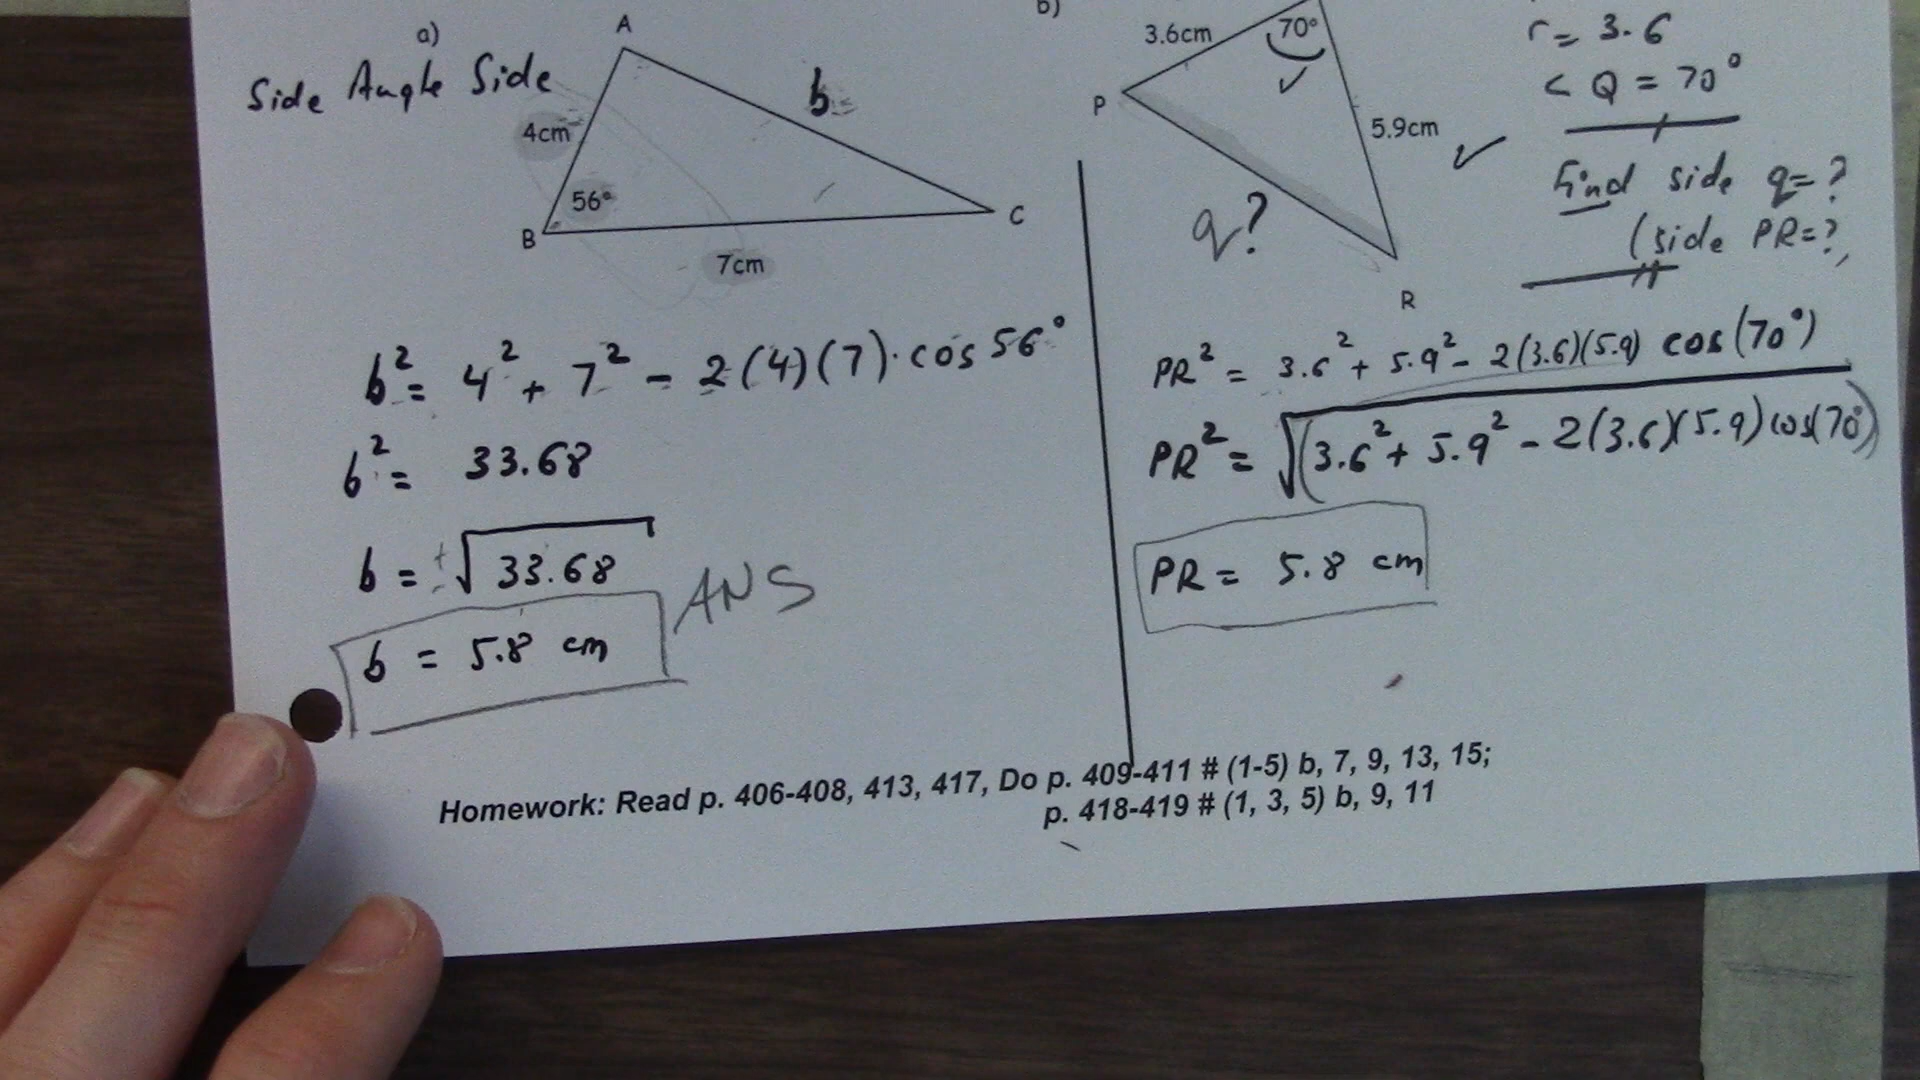 a)
Side Angle Side
A
4cm
b
56°
B
C
7cm
b² = 4² + 7² - 2(4)(7)·cos 56°
b² = 33.68
b = ±√33.68
b = 5.8 cm
ANS
b)
3.6cm
70°
P
5.9cm
q?
R
r = 3.6
< Q = 70°
Find side q=?
(side PR=?
PR² = 3.6² + 5.9² - 2(3.6)(5.9) cos(70°)
PR² = √(3.6² + 5.9² - 2(3.6)(5.9)cos(70°)
PR = 5.8 cm
Homework: Read p. 406-408, 413, 417, Do p. 409-411 # (1-5) b, 7, 9, 13, 15;
p. 418-419 # (1, 3, 5) b, 9, 11